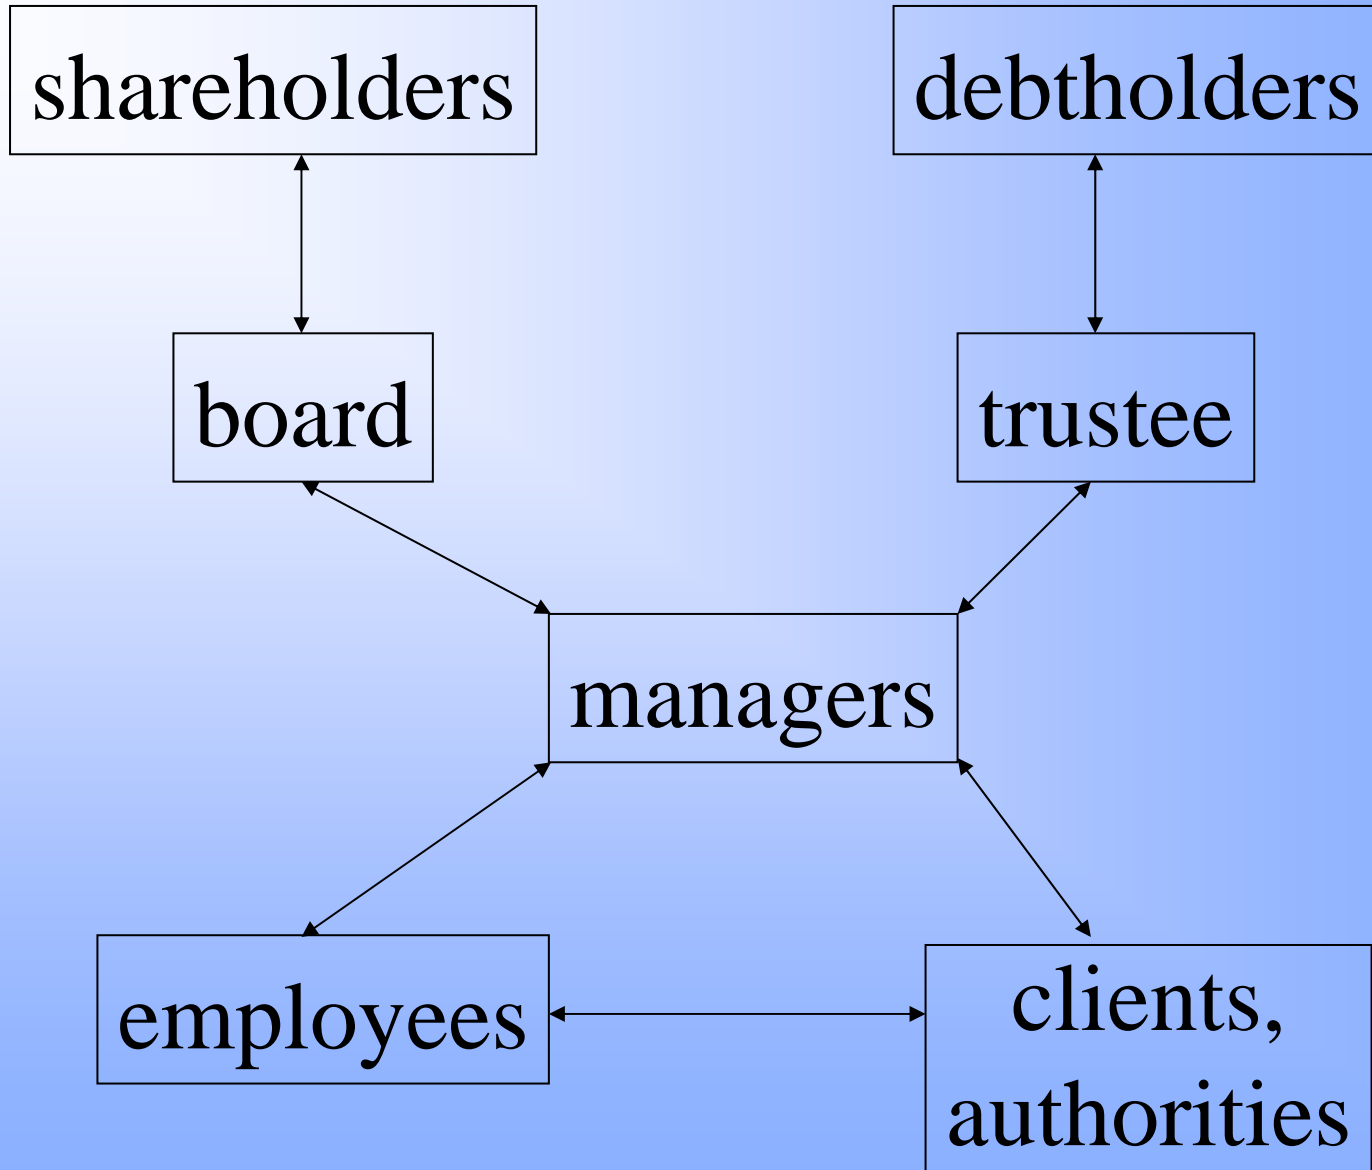 shareholders
debtholders
board
trustee
managers
employees
clients,
authorities